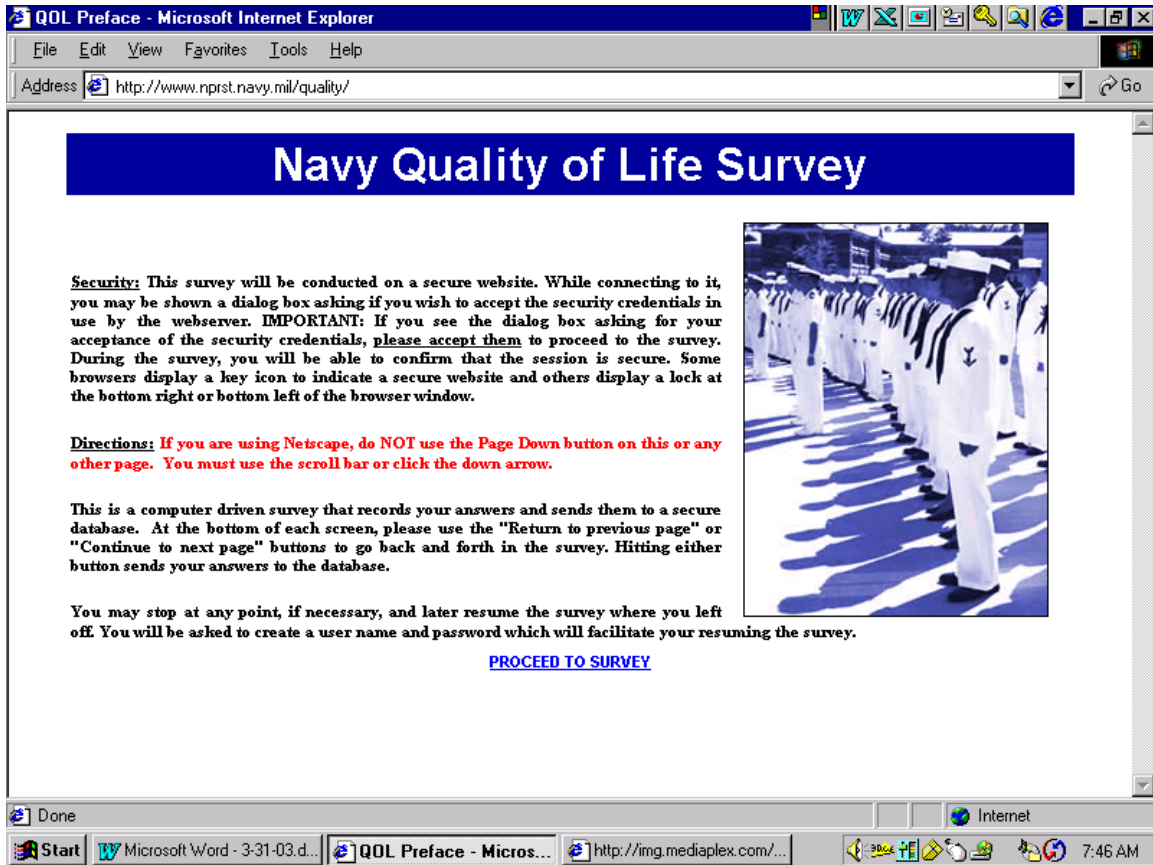 QOL Preface - Microsoft Internet Explorer
File Edit View Favorites Tools Help
Address http://www.nprst.navy.mil/quality/ Go
Navy Quality of Life Survey
Security: This survey will be conducted on a secure website. While connecting to it,
you may be shown a dialog box asking if you wish to accept the security credentials in
use by the webserver. IMPORTANT: If you see the dialog box asking for your
acceptance of the security credentials, please accept them to proceed to the survey.
During the survey, you will be able to confirm that the session is secure. Some
browsers display a key icon to indicate a secure website and others display a lock at
the bottom right or bottom left of the browser window.
Directions: If you are using Netscape, do NOT use the Page Down button on this or any
other page. You must use the scroll bar or click the down arrow.
This is a computer driven survey that records your answers and sends them to a secure
database. At the bottom of each screen, please use the "Return to previous page" or
"Continue to next page" buttons to go back and forth in the survey. Hitting either
button sends your answers to the database.
You may stop at any point, if necessary, and later resume the survey where you left
off. You will be asked to create a user name and password which will facilitate your resuming the survey.
PROCEED TO SURVEY
Done Internet
Start Microsoft Word - 3-31-03.d... QOL Preface - Micros... http://img.mediaplex.com/... 7:46 AM